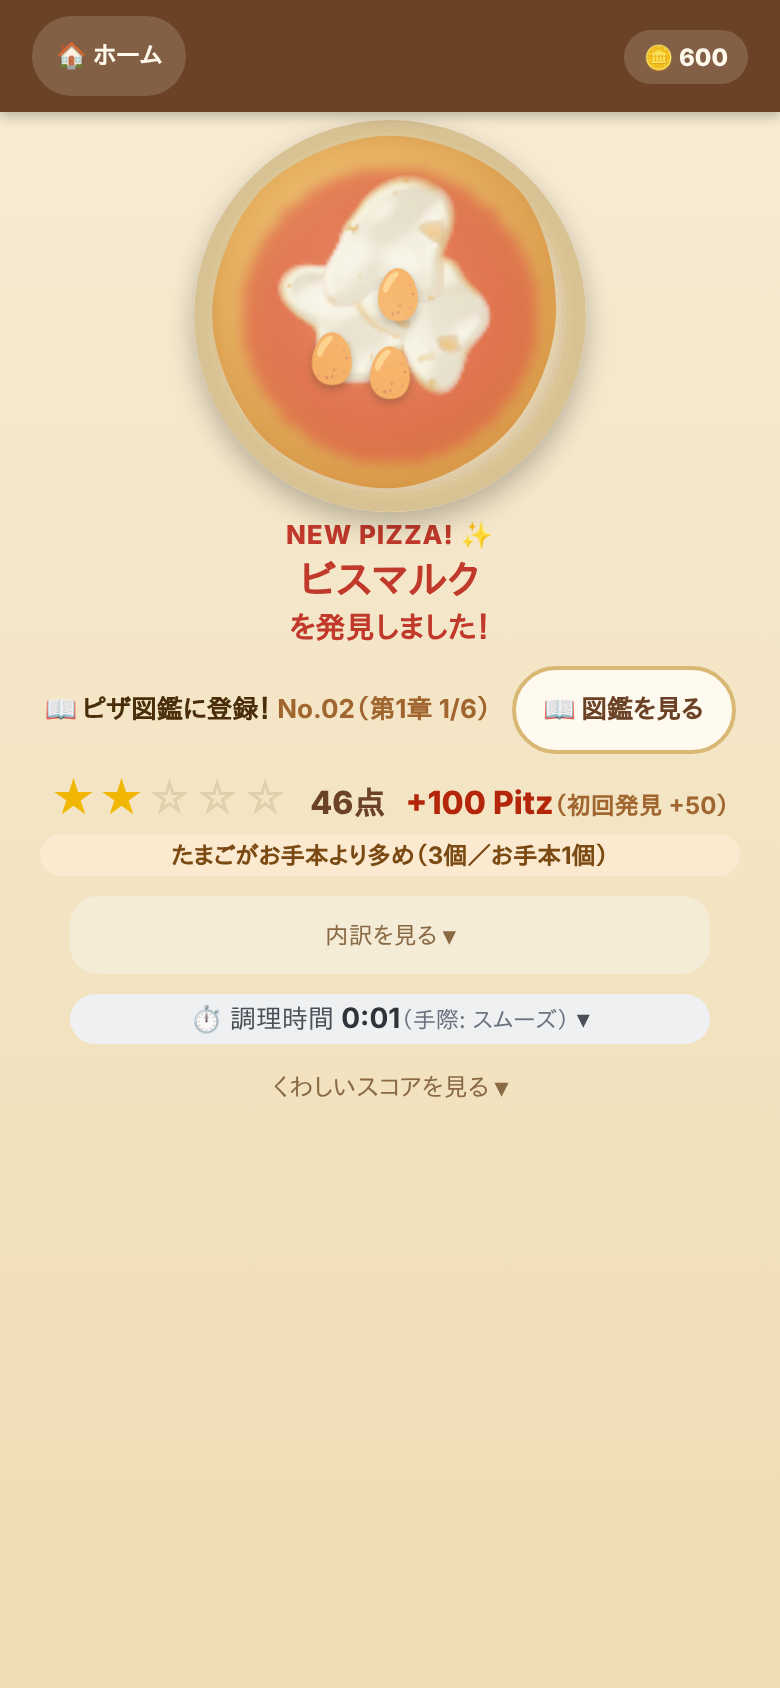 🏠 ホーム
🪙 600
NEW PIZZA! ✨
ビスマルク
を発見しました！
📖 ピザ図鑑に登録！ No.02（第1章 1/6）
📖 図鑑を見る
★★☆☆☆ 46点 +100 Pitz（初回発見 +50）
たまごがお手本より多め（3個／お手本1個）
内訳を見る ▼
⏱️ 調理時間 0:01（手際: スムーズ） ▼
くわしいスコアを見る ▼